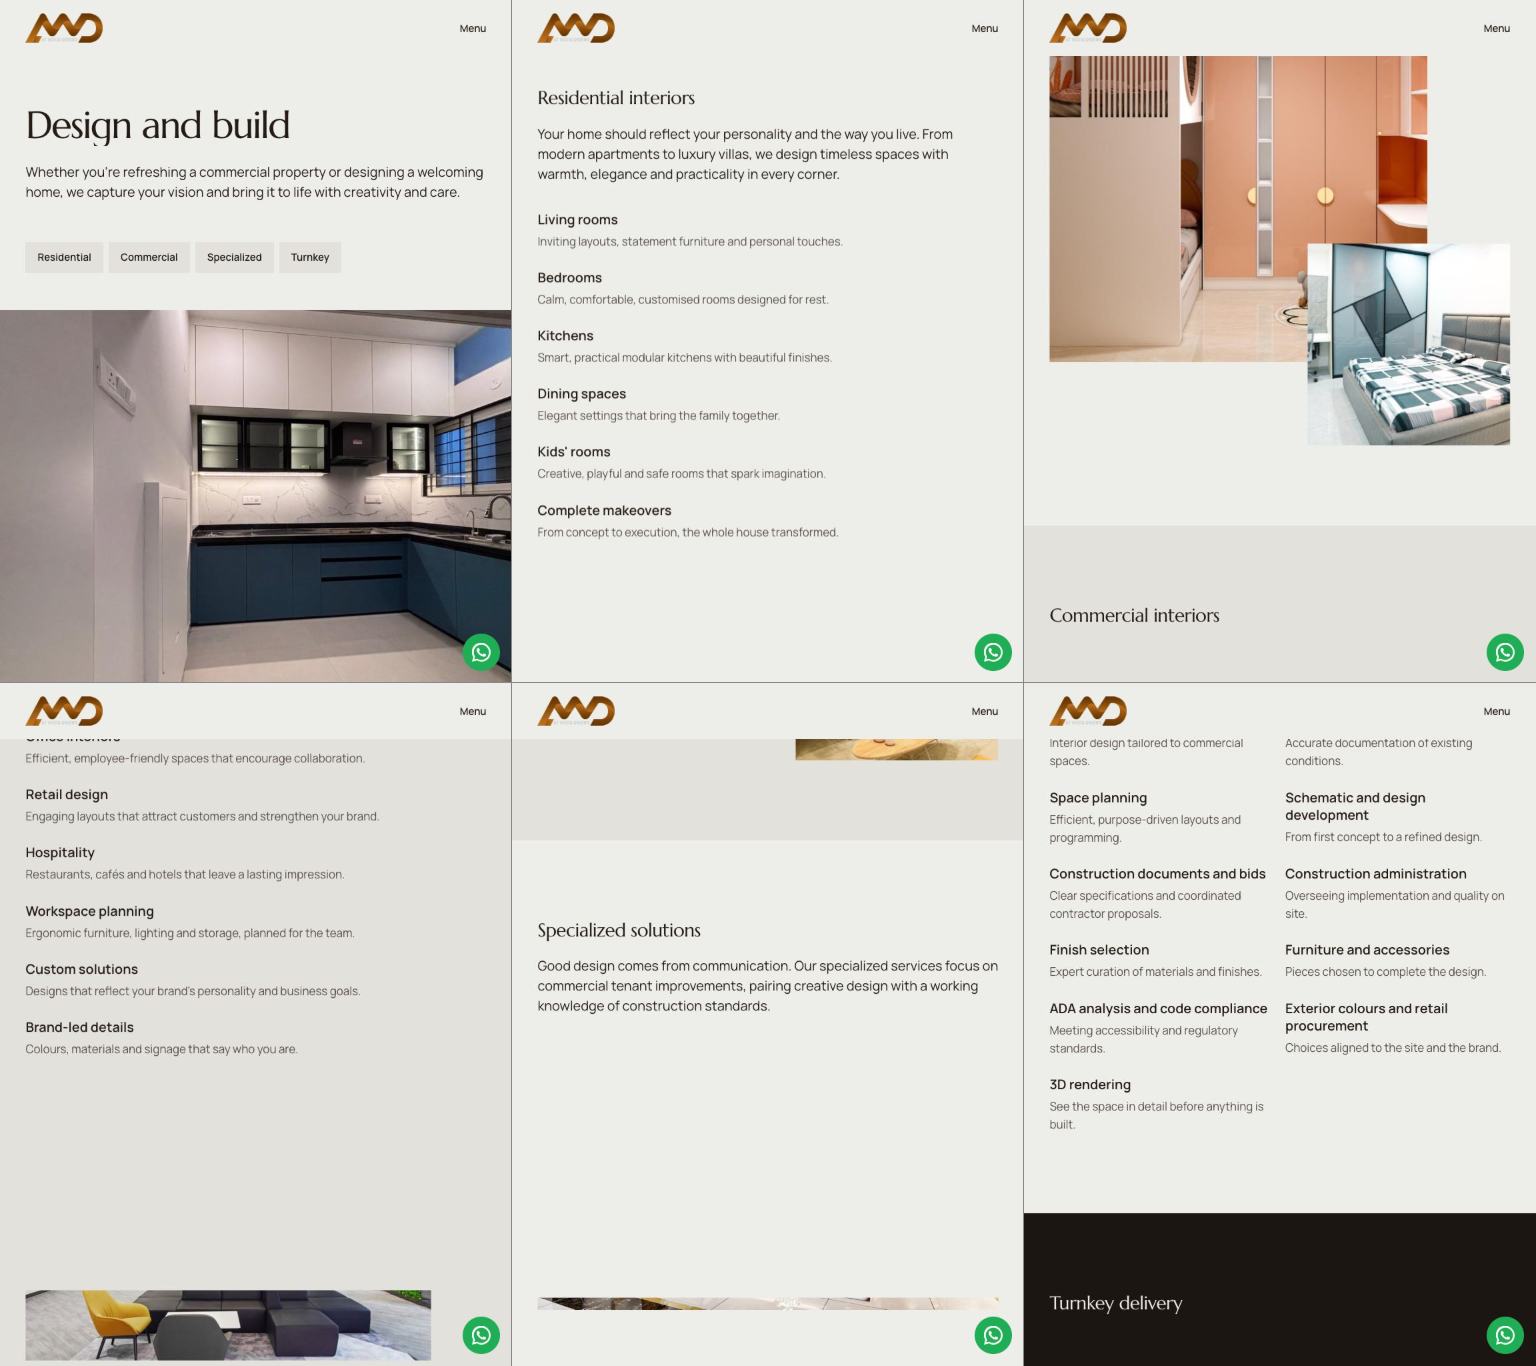 Menu
Design and build
Whether you're refreshing a commercial property or designing a welcoming
home, we capture your vision and bring it to life with creativity and care.
Residential
Commercial
Specialized
Turnkey
Menu
Residential interiors
Your home should reflect your personality and the way you live. From
modern apartments to luxury villas, we design timeless spaces with
warmth, elegance and practicality in every corner.
Living rooms
Inviting layouts, statement furniture and personal touches.
Bedrooms
Calm, comfortable, customised rooms designed for rest.
Kitchens
Smart, practical modular kitchens with beautiful finishes.
Dining spaces
Elegant settings that bring the family together.
Kids' rooms
Creative, playful and safe rooms that spark imagination.
Complete makeovers
From concept to execution, the whole house transformed.
Menu
Commercial interiors
Menu
Office interiors
Efficient, employee-friendly spaces that encourage collaboration.
Retail design
Engaging layouts that attract customers and strengthen your brand.
Hospitality
Restaurants, cafés and hotels that leave a lasting impression.
Workspace planning
Ergonomic furniture, lighting and storage, planned for the team.
Custom solutions
Designs that reflect your brand's personality and business goals.
Brand-led details
Colours, materials and signage that say who you are.
Menu
Specialized solutions
Good design comes from communication. Our specialized services focus on
commercial tenant improvements, pairing creative design with a working
knowledge of construction standards.
Menu
Interior design tailored to commercial
spaces.
Accurate documentation of existing
conditions.
Space planning
Efficient, purpose-driven layouts and
programming.
Schematic and design
development
From first concept to a refined design.
Construction documents and bids
Clear specifications and coordinated
contractor proposals.
Construction administration
Overseeing implementation and quality on
site.
Finish selection
Expert curation of materials and finishes.
Furniture and accessories
Pieces chosen to complete the design.
ADA analysis and code compliance
Meeting accessibility and regulatory
standards.
Exterior colours and retail
procurement
Choices aligned to the site and the brand.
3D rendering
See the space in detail before anything is
built.
Turnkey delivery